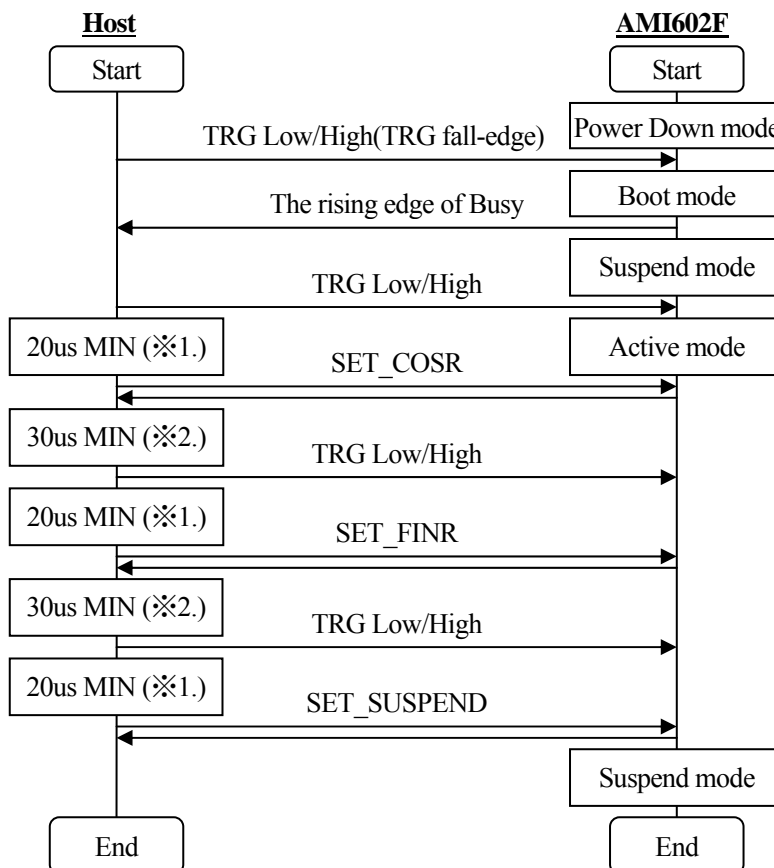 Host
AMI602F
Start
Start
Power Down mode
TRG Low/High(TRG fall-edge)
Boot mode
The rising edge of Busy
Suspend mode
TRG Low/High
20us MIN (※1.)
Active mode
SET_COSR
30us MIN (※2.)
TRG Low/High
20us MIN (※1.)
SET_FINR
30us MIN (※2.)
TRG Low/High
20us MIN (※1.)
SET_SUSPEND
Suspend mode
End
End